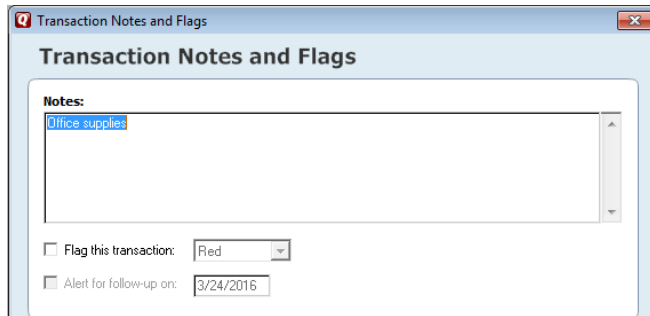 Transaction Notes and Flags
Transaction Notes and Flags
Notes:
Office supplies
Flag this transaction: Red
Alert for follow-up on: 3/24/2016